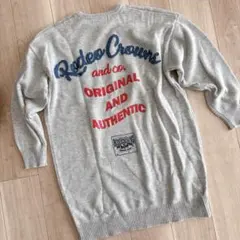 Rodeo Crowns
and co.
ORIGINAL
AND
AUTHENTIC